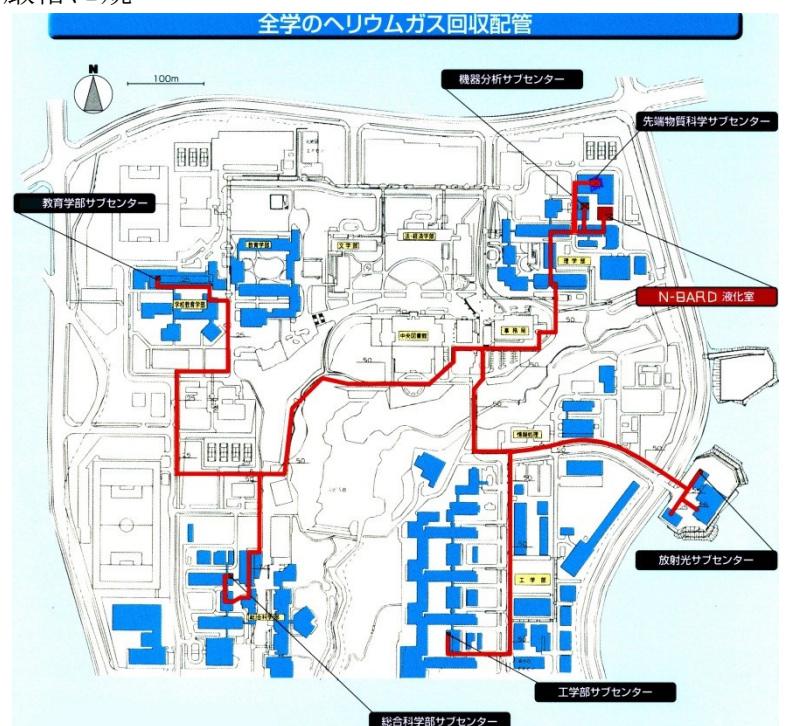 全学のヘリウムガス回収配管
N
100m
機器分析サブセンター
先端物質科学サブセンター
教育学部サブセンター
教育学部
文学部
法・経済学部
理学部
学校教育学部
N-BARD 液化室
中央図書館
事務所
情報処理
放射光サブセンター
工学部
総合科学部
工学部サブセンター
総合科学部サブセンター